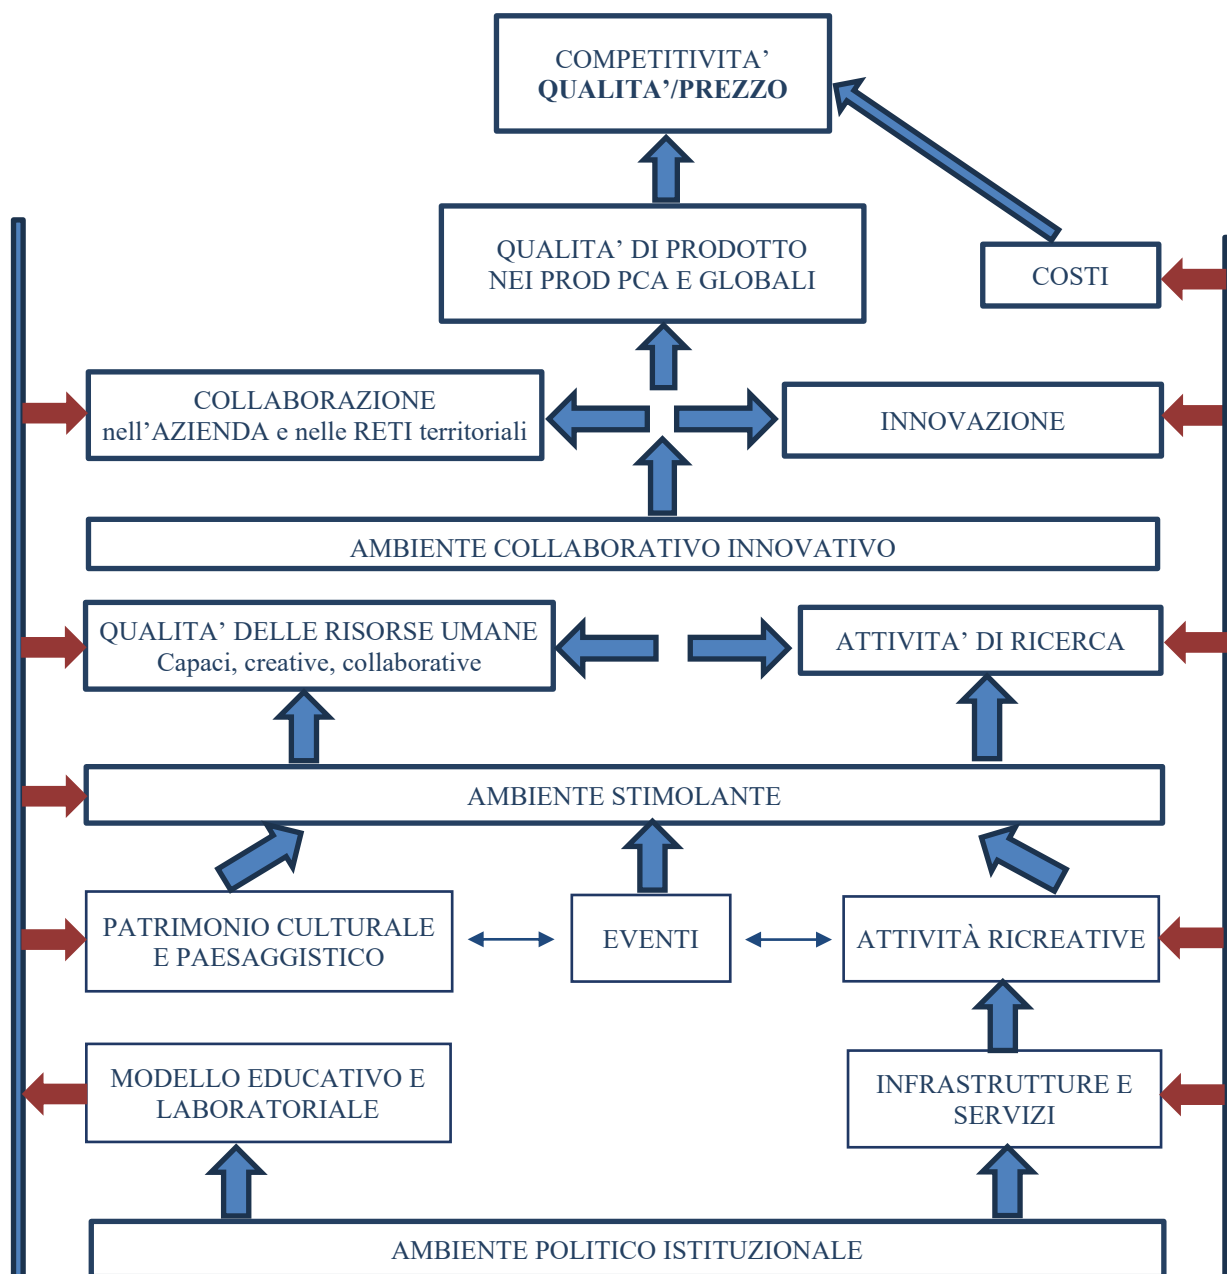 COMPETITIVITA’
QUALITA’/PREZZO
QUALITA’ DI PRODOTTO
NEI PROD PCA E GLOBALI
COSTI
COLLABORAZIONE
nell’AZIENDA e nelle RETI territoriali
INNOVAZIONE
AMBIENTE COLLABORATIVO INNOVATIVO
QUALITA’ DELLE RISORSE UMANE
Capaci, creative, collaborative
ATTIVITA’ DI RICERCA
AMBIENTE STIMOLANTE
PATRIMONIO CULTURALE
E PAESAGGISTICO
EVENTI
ATTIVITÀ RICREATIVE
MODELLO EDUCATIVO E
LABORATORIALE
INFRASTRUTTURE E
SERVIZI
AMBIENTE POLITICO ISTITUZIONALE